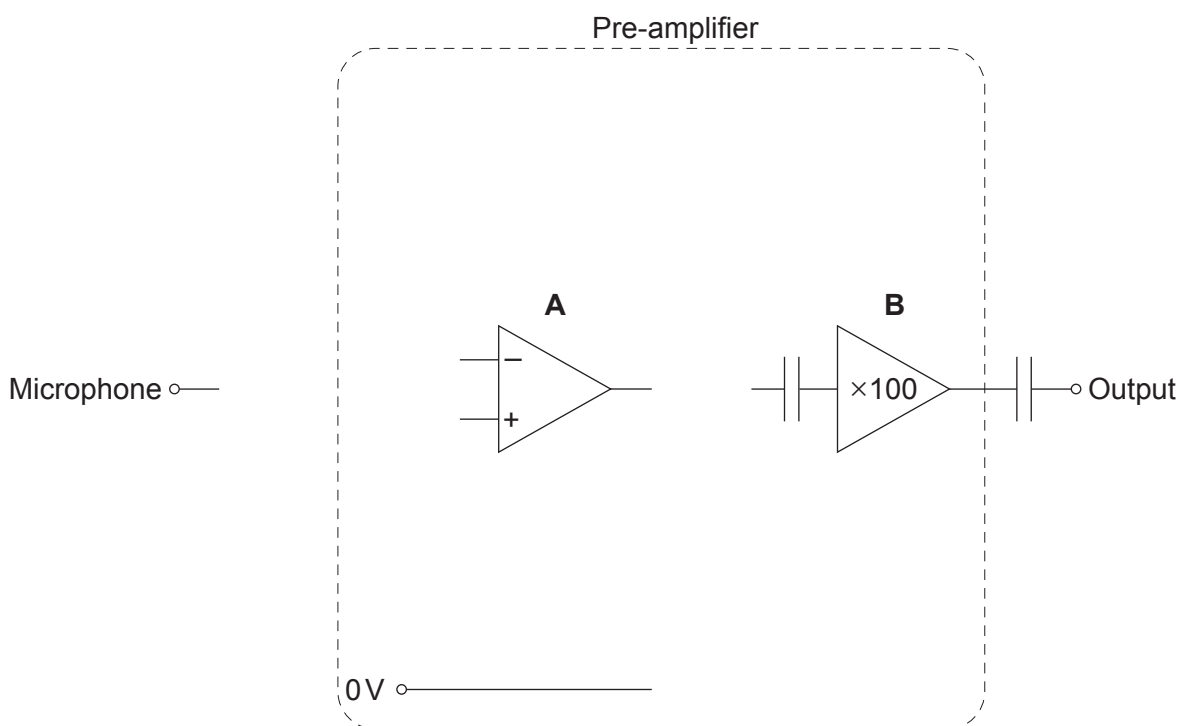 Pre-amplifier
A
B
Microphone
–
+
×100
Output
0V